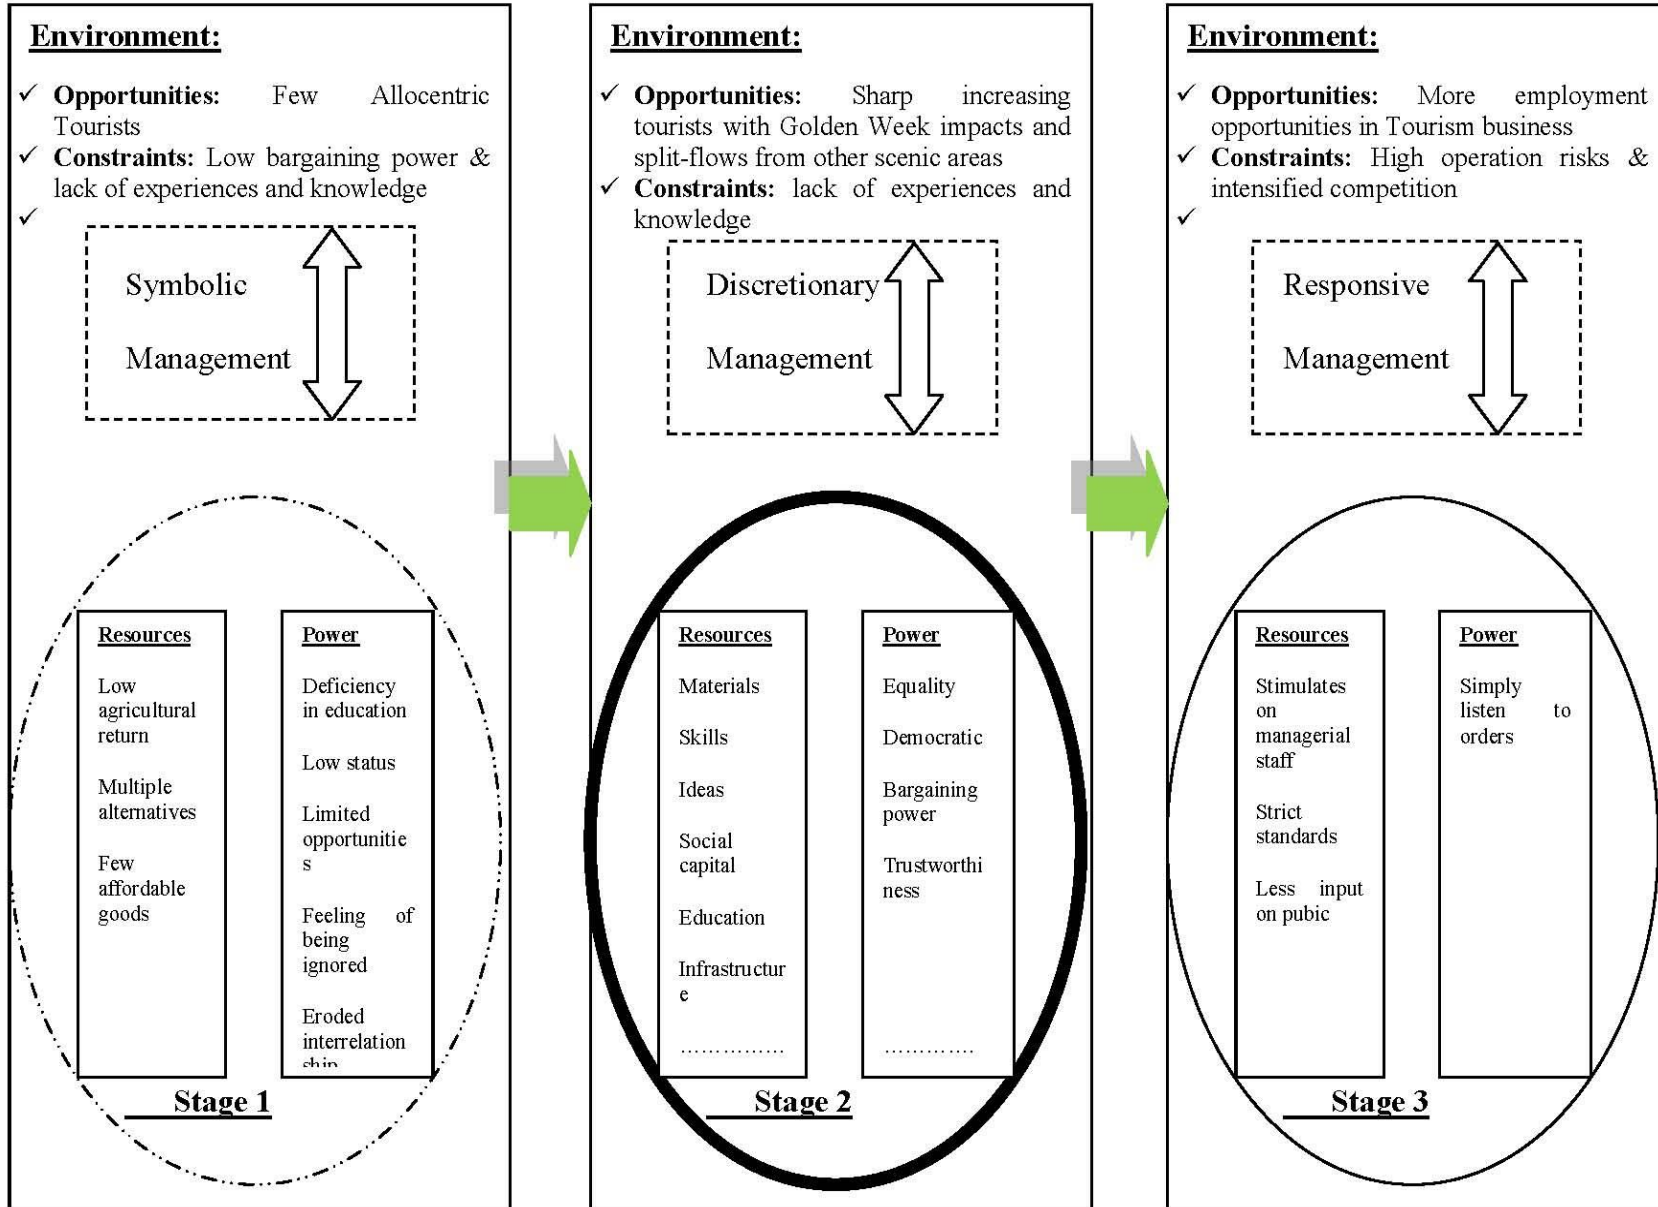 Environment:
✓ Opportunities: Few Allocentric
Tourists
✓ Constraints: Low bargaining power &
lack of experiences and knowledge
✓
Symbolic
Management
Resources
Low
agricultural
return
Multiple
alternatives
Few
affordable
goods
Power
Deficiency
in education
Low status
Limited
opportunitie
s
Feeling of
being
ignored
Eroded
interrelation
ship
Stage 1
Environment:
✓ Opportunities: Sharp increasing
tourists with Golden Week impacts and
split-flows from other scenic areas
✓ Constraints: lack of experiences and
knowledge
Discretionary
Management
Resources
Materials
Skills
Ideas
Social
capital
Education
Infrastructur
e
……………
Power
Equality
Democratic
Bargaining
power
Trustworthi
ness
………….
Stage 2
Environment:
✓ Opportunities: More employment
opportunities in Tourism business
✓ Constraints: High operation risks &
intensified competition
✓
Responsive
Management
Resources
Stimulates
on
managerial
staff
Strict
standards
Less input
on pubic
Power
Simply
listen to
orders
Stage 3